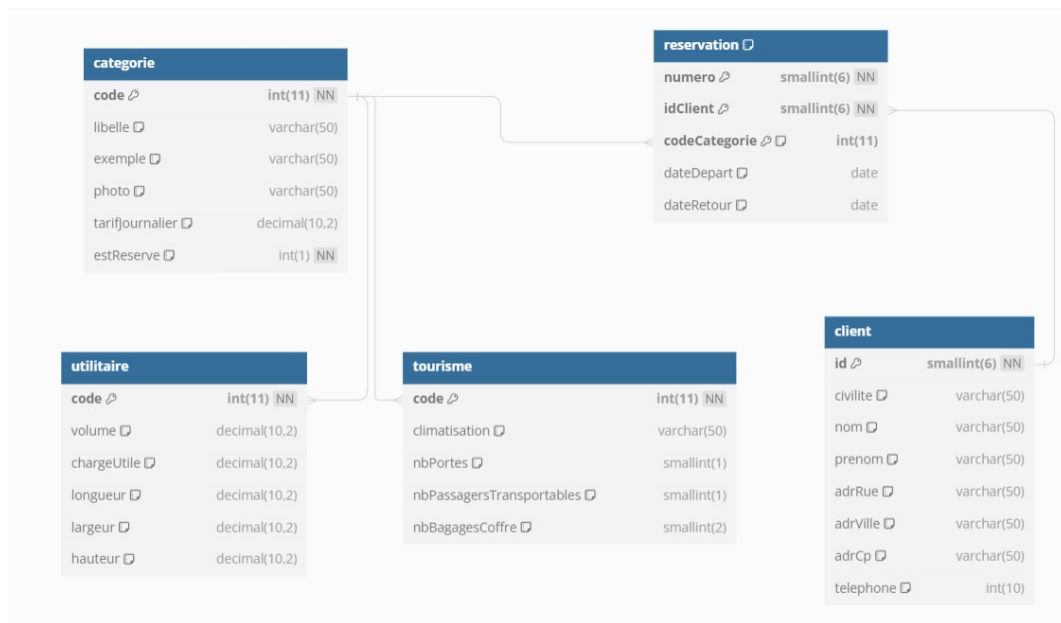 categorie
code int(11) NN
libelle varchar(50)
exemple varchar(50)
photo varchar(50)
tarifJournalier decimal(10,2)
estReserve int(1) NN
reservation
numero smallint(6) NN
idClient smallint(6) NN
codeCategorie int(11)
dateDepart date
dateRetour date
utilitaire
code int(11) NN
volume decimal(10,2)
chargeUtile decimal(10,2)
longueur decimal(10,2)
largeur decimal(10,2)
hauteur decimal(10,2)
tourisme
code int(11) NN
climatisation varchar(50)
nbPortes smallint(1)
nbPassagersTransportables smallint(1)
nbBagagesCoffre smallint(2)
client
id smallint(6) NN
civilite varchar(50)
nom varchar(50)
prenom varchar(50)
adrRue varchar(50)
adrVille varchar(50)
adrCp varchar(50)
telephone int(10)